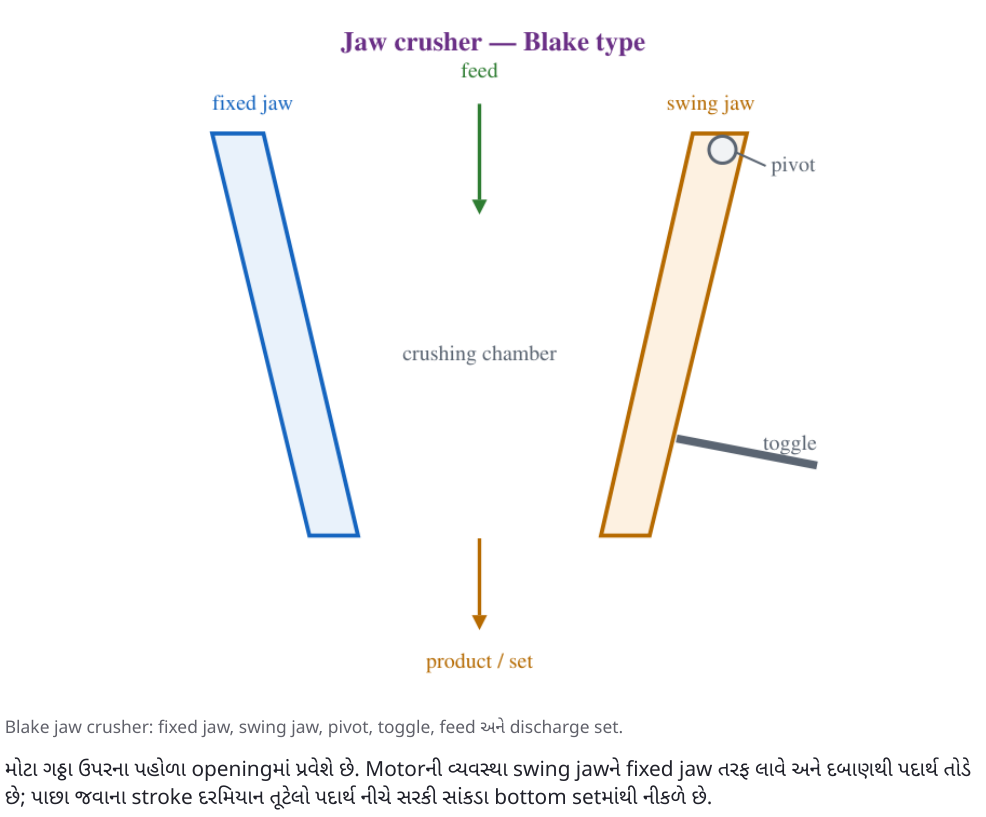 Jaw crusher — Blake type
feed
fixed jaw
swing jaw
pivot
crushing chamber
toggle
product / set
Blake jaw crusher: fixed jaw, swing jaw, pivot, toggle, feed અને discharge set.
મોટા ગઠ્ઠા ઉપરના પહોળા openingમાં પ્રવેશે છે. Motorની વ્યવસ્થા swing jawને fixed jaw તરફ લાવે અને દબાણથી પદાર્થ તોડે
છે; પાછા જવાના stroke દરમિયાન તૂટેલો પદાર્થ નીચે સરકી સાંકડા bottom setમાંથી નીકળે છે.